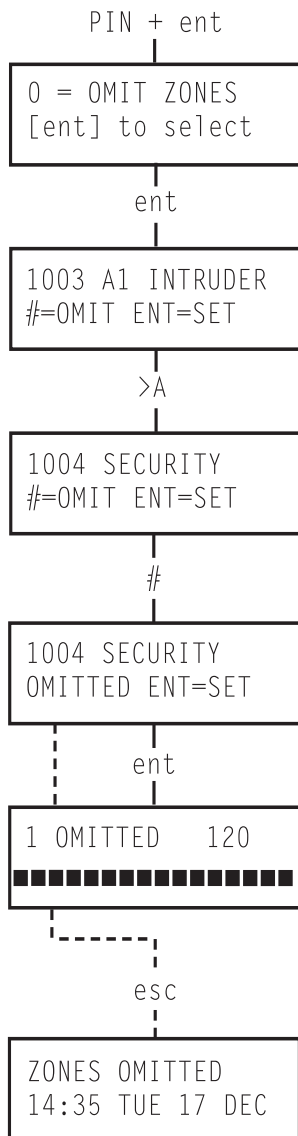 PIN + ent
0 = OMIT ZONES
[ent] to select
ent
1003 A1 INTRUDER
#=OMIT ENT=SET
>A
1004 SECURITY
#=OMIT ENT=SET
#
1004 SECURITY
OMITTED ENT=SET
ent
1 OMITTED 120
esc
ZONES OMITTED
14:35 TUE 17 DEC